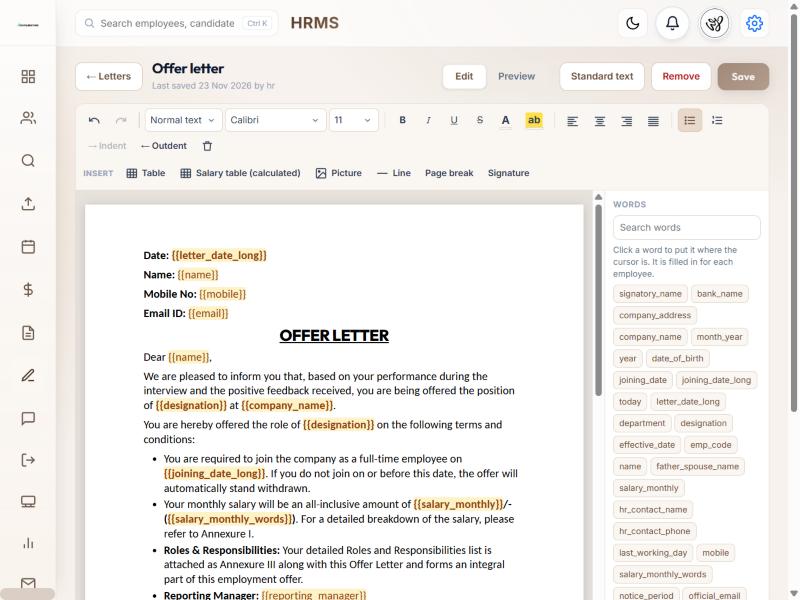 Search employees, candidate
Ctrl K
HRMS
← Letters
Offer letter
Last saved 23 Nov 2026 by hr
Edit
Preview
Standard text
Remove
Save
Normal text
Calibri
11
B I U S A ab
→ Indent
← Outdent
INSERT
Table
Salary table (calculated)
Picture
Line
Page break
Signature
Date: {{letter_date_long}}
Name: {{name}}
Mobile No: {{mobile}}
Email ID: {{email}}
OFFER LETTER
Dear {{name}},
We are pleased to inform you that, based on your performance during the
interview and the positive feedback received, you are being offered the position
of {{designation}} at {{company_name}}.
You are hereby offered the role of {{designation}} on the following terms and
conditions:
• You are required to join the company as a full-time employee on
{{joining_date_long}}. If you do not join on or before this date, the offer will
automatically stand withdrawn.
• Your monthly salary will be an all-inclusive amount of {{salary_monthly}}/-
({{salary_monthly_words}}). For a detailed breakdown of the salary, please
refer to Annexure I.
• Roles & Responsibilities: Your detailed Roles and Responsibilities list is
attached as Annexure III along with this Offer Letter and forms an integral
part of this employment offer.
• Reporting Manager: {{reporting_manager}}
WORDS
Search words
Click a word to put it where the
cursor is. It is filled in for each
employee.
signatory_name bank_name
company_address
company_name month_year
year date_of_birth
joining_date joining_date_long
today letter_date_long
department designation
effective_date emp_code
name father_spouse_name
salary_monthly
hr_contact_name
hr_contact_phone
last_working_day mobile
salary_monthly_words
notice_period official_email